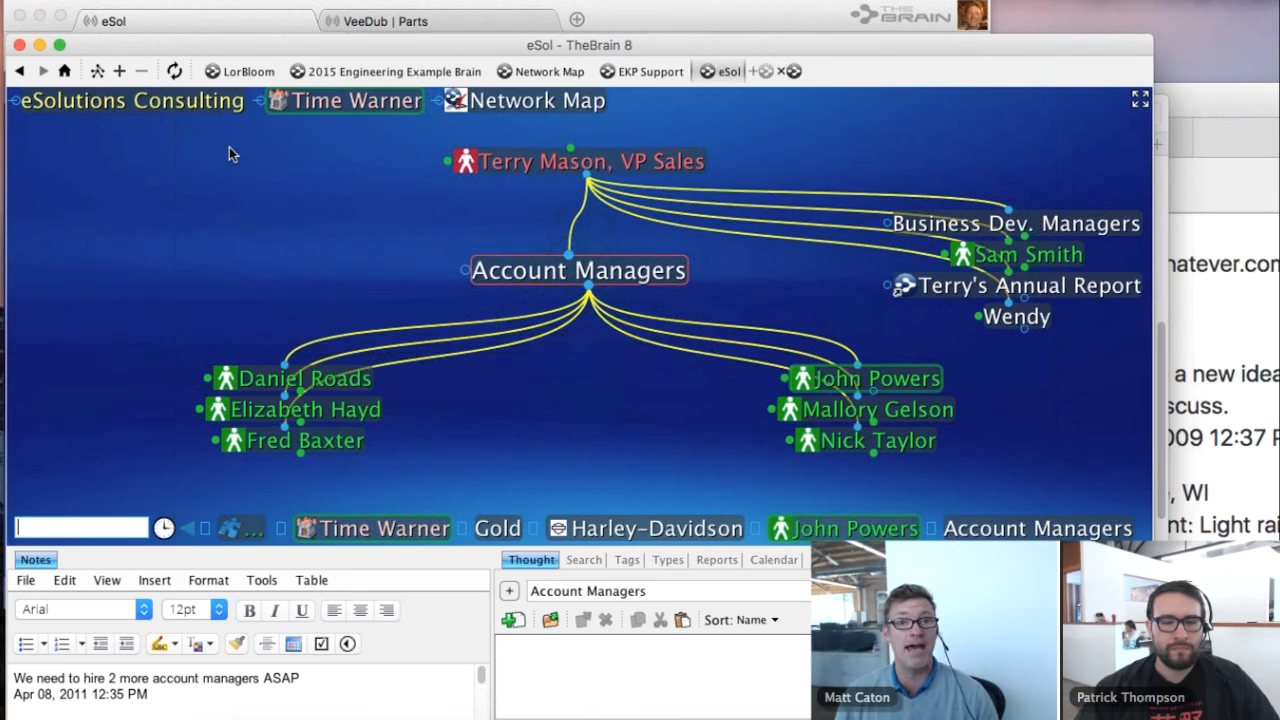 eSol
VeeDub | Parts
THE BRAIN
eSol - TheBrain 8
LorBloom
2015 Engineering Example Brain
Network Map
EKP Support
eSol
eSolutions Consulting
Time Warner
Network Map
Terry Mason, VP Sales
Business Dev. Managers
Sam Smith
Account Managers
Terry's Annual Report
Wendy
Daniel Roads
John Powers
Elizabeth Hayd
Mallory Gelson
Fred Baxter
Nick Taylor
...
Time Warner
Gold
Harley-Davidson
John Powers
Account Managers
Notes
File Edit View Insert Format Tools Table
Arial 12pt B I U
We need to hire 2 more account managers ASAP
Apr 08, 2011 12:35 PM
Thought Search Tags Types Reports Calendar
Account Managers
Sort: Name
hatever.com
a new idea
scuss.
009 12:37 P
, WI
nt: Light rai
Matt Caton
Patrick Thompson